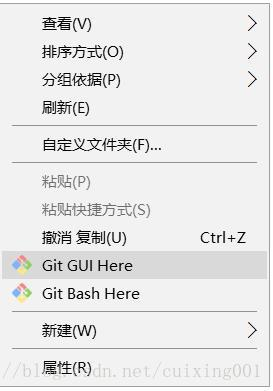 查看(V)
排序方式(O)
分组依据(P)
刷新(E)
自定义文件夹(F)...
粘贴(P)
粘贴快捷方式(S)
撤消 复制(U) Ctrl+Z
Git GUI Here
Git Bash Here
新建(W)
属性(R)
//blog.csdn.net/cuixing001